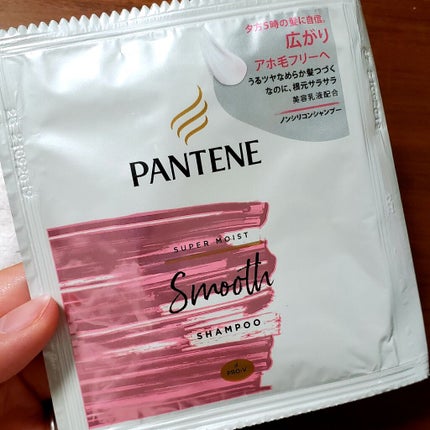 夕方5時の髪に自信。
広がり
アホ毛フリーへ
うるツヤなめらか髪つづく
なのに、根元サラサラ
美容乳液配合
ノンシリコンシャンプー
PANTENE
SUPER MOIST
Smooth
SHAMPOO
PRO-V